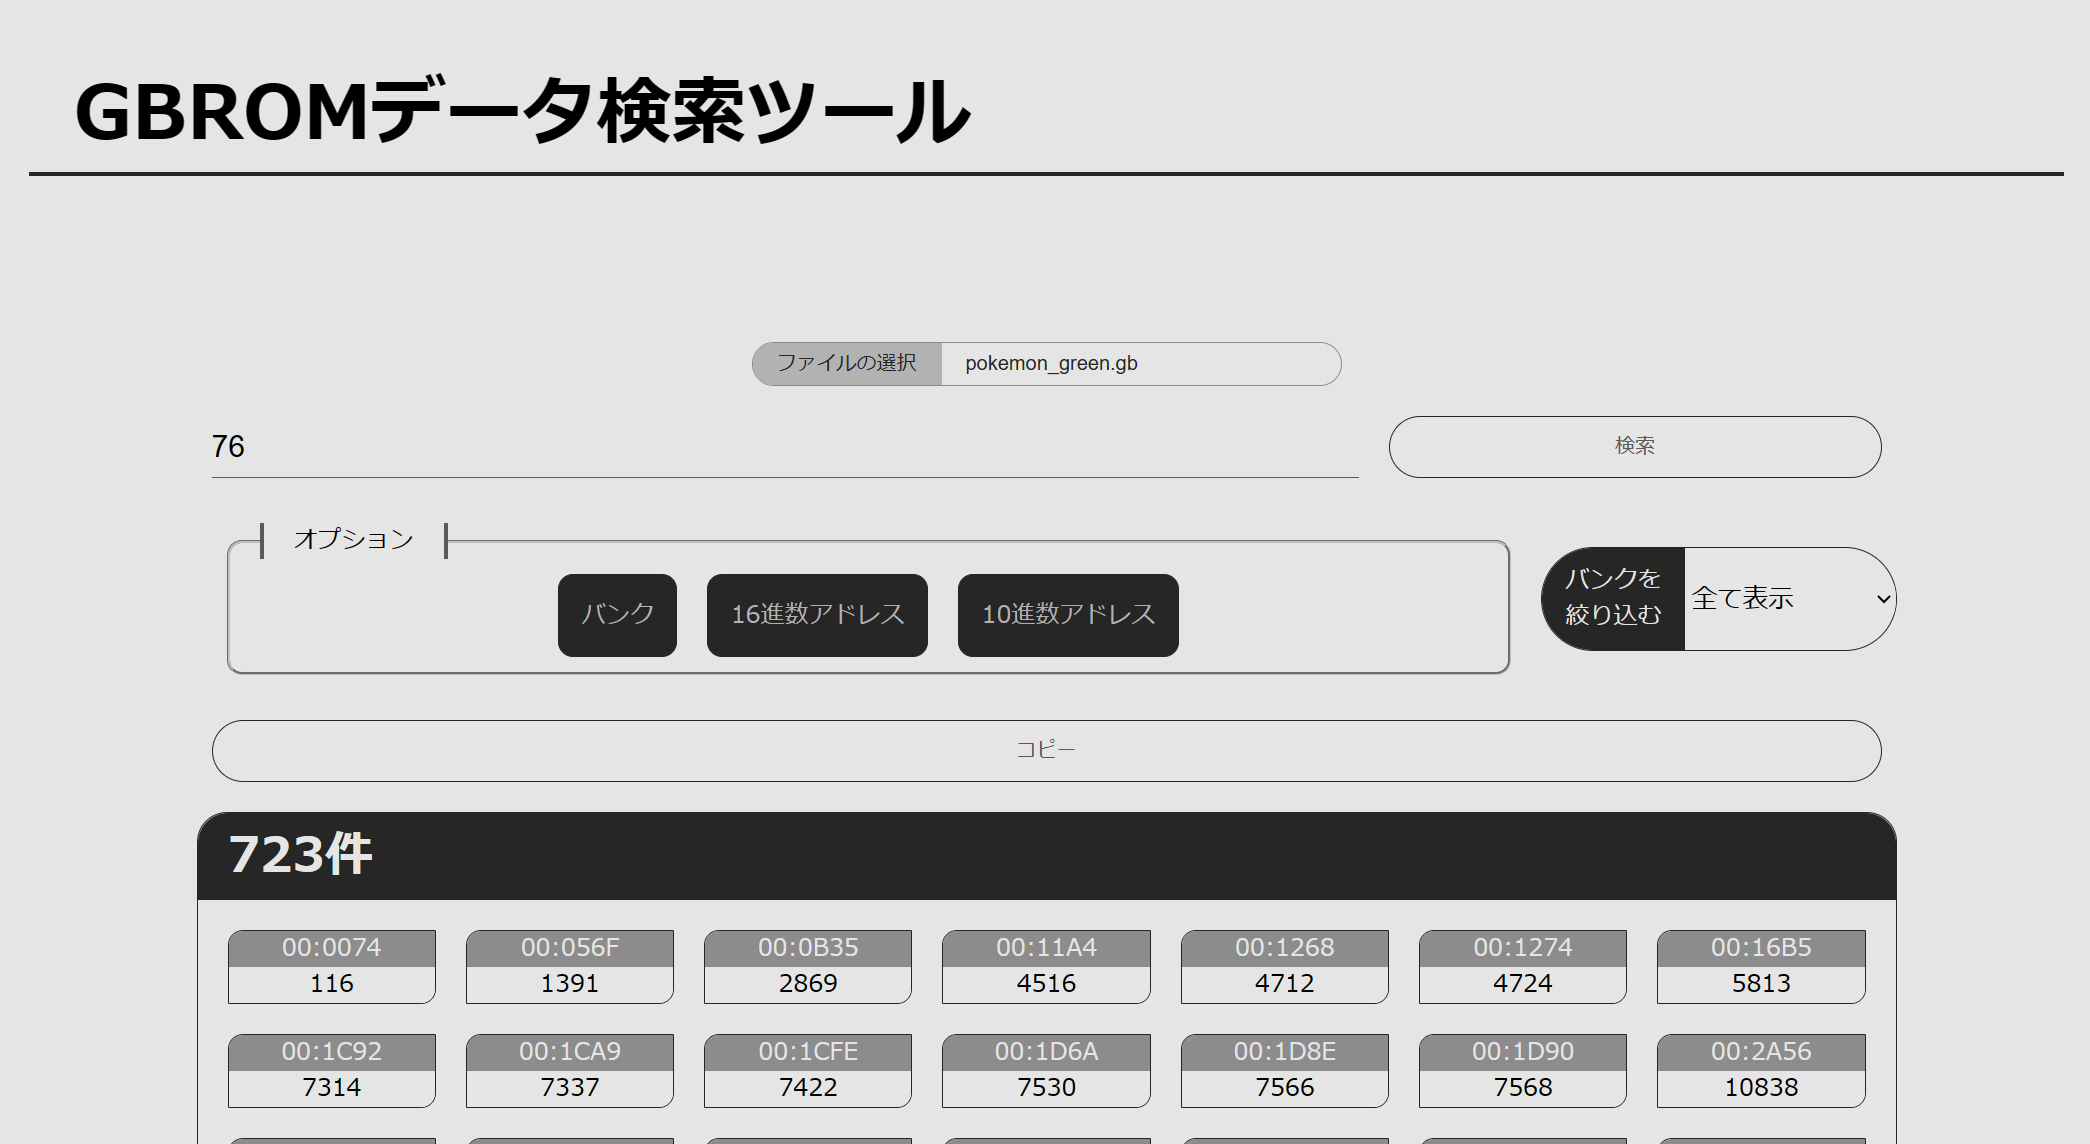 GBROMデータ検索ツール
ファイルの選択 pokemon_green.gb
76
検索
オプション
バンク 16進数アドレス 10進数アドレス
バンクを
絞り込む
全て表示
コピー
723件
00:0074 00:056F 00:0B35 00:11A4 00:1268 00:1274 00:16B5
116 1391 2869 4516 4712 4724 5813
00:1C92 00:1CA9 00:1CFE 00:1D6A 00:1D8E 00:1D90 00:2A56
7314 7337 7422 7530 7566 7568 10838